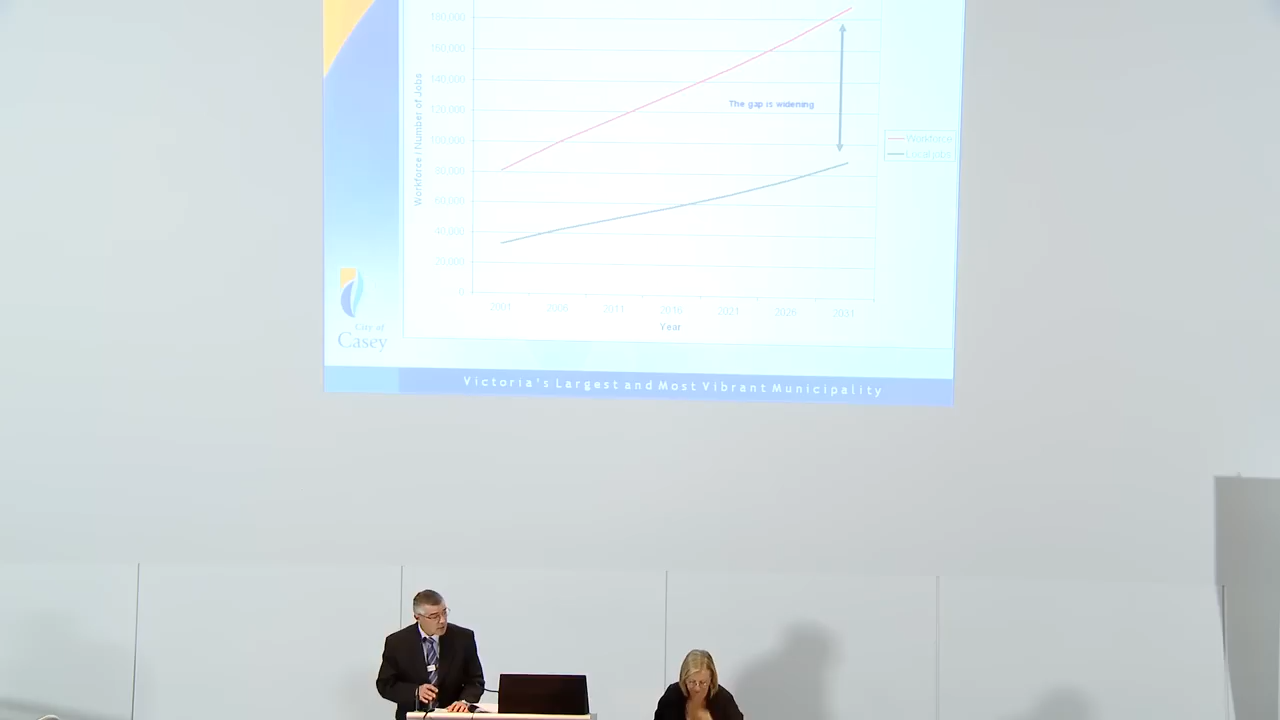 180,000
160,000
140,000
120,000
100,000
80,000
60,000
40,000
20,000
0
Workforce / Number of Jobs
The gap is widening
Workforce
Local jobs
2001 2006 2011 2016 2021 2026 2031
Year
City of
Casey
Victoria's Largest and Most Vibrant Municipality